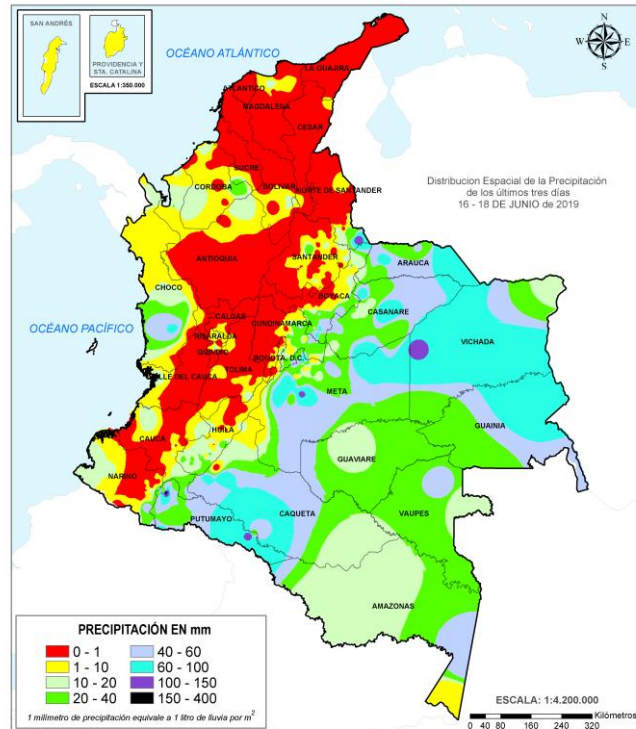 SAN ANDRÉS
PROVIDENCIA Y
STA. CATALINA
ESCALA 1:350.000
OCÉANO ATLÁNTICO
N
W
E
S
LA GUAJIRA
ATLANTICO
MAGDALENA
CESAR
SUCRE
CORDOBA
BOLIVAR
NORTE DE SANTANDER
Distribucion Espacial de la Precipitación
de los últimos tres días
16 - 18 DE JUNIO de 2019
ANTIOQUIA
SANTANDER
ARAUCA
CHOCO
BOYACA
CASANARE
OCÉANO PACÍFICO
CALDAS
CUNDINAMARCA
VICHADA
RISARALDA
QUINDIO
BOGOTA, D.C.
TOLIMA
VALLE DEL CAUCA
META
GUAINIA
HUILA
CAUCA
GUAVIARE
NARIÑO
PUTUMAYO
CAQUETA
VAUPES
AMAZONAS
PRECIPITACIÓN EN mm
0 - 1
40 - 60
1 - 10
60 - 100
10 - 20
100 - 150
20 - 40
150 - 400
1 milimetro de precipitación equivale a 1 litro de lluvia por m²
ESCALA: 1:4.200.000
Kilómetros
0 40 80 160 240 320